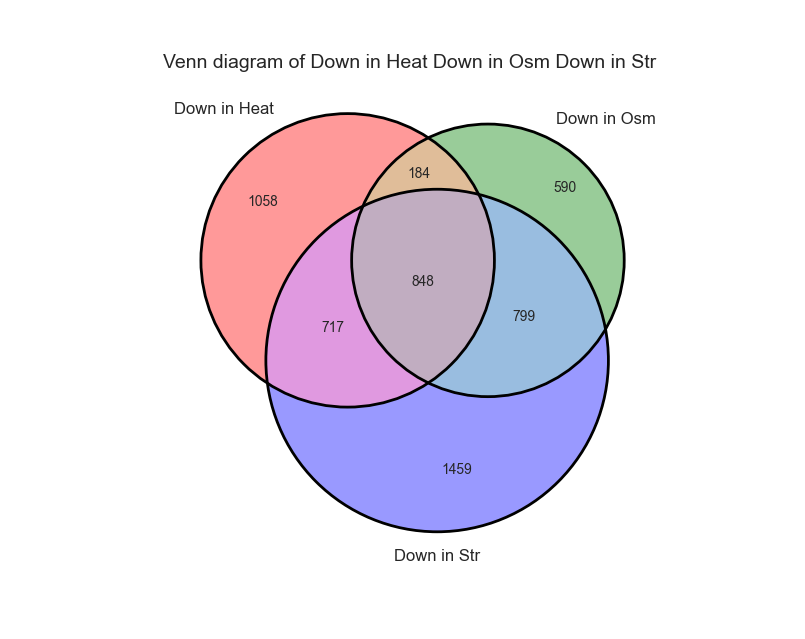 Venn diagram of Down in Heat Down in Osm Down in Str
Down in Heat
Down in Osm
184
590
1058
848
799
717
1459
Down in Str